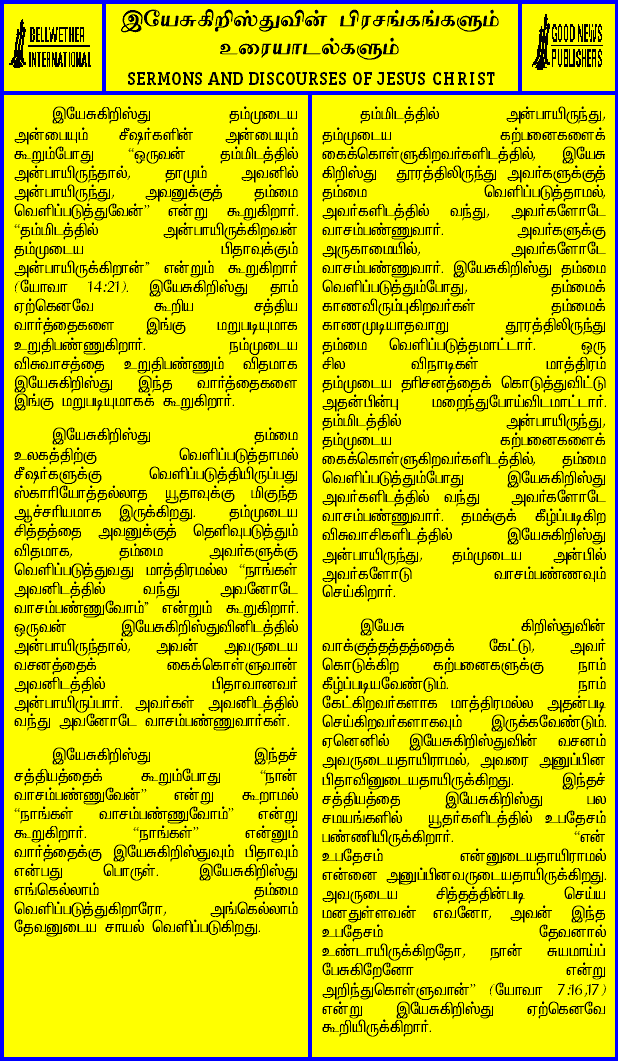 BELLWETHER
INTERNATIONAL
இயேசுகிறிஸ்துவின் பிரசங்கங்களும்
உரையாடல்களும்
SERMONS AND DISCOURSES OF JESUS CHRIST
GOOD NEWS
PUBLISHERS
இயேசுகிறிஸ்து தம்முடைய
அன்பையும் சீஷர்களின் அன்பையும்
கூறும்போது “ஒருவன் தம்மிடத்தில்
அன்பாயிருந்தால், தாமும் அவனில்
அன்பாயிருந்து, அவனுக்குத் தம்மை
வெளிப்படுத்துவேன்” என்று கூறுகிறார்.
“தம்மிடத்தில் அன்பாயிருக்கிறவன்
தம்முடைய பிதாவுக்கும்
அன்பாயிருக்கிறான்” என்றும் கூறுகிறார்
(யோவா 14:21). இயேசுகிறிஸ்து தாம்
ஏற்கெனவே கூறிய சத்திய
வார்த்தைகளை இங்கு மறுபடியுமாக
உறுதிபண்ணுகிறார். நம்முடைய
விசுவாசத்தை உறுதிபண்ணும் விதமாக
இயேசுகிறிஸ்து இந்த வார்த்தைகளை
இங்கு மறுபடியுமாகக் கூறுகிறார்.
இயேசுகிறிஸ்து தம்மை
உலகத்திற்கு வெளிப்படுத்தாமல்
சீஷர்களுக்கு வெளிப்படுத்தியிருப்பது
ஸ்காரியோத்தல்லாத யூதாவுக்கு மிகுந்த
ஆச்சரியமாக இருக்கிறது. தம்முடைய
சித்தத்தை அவனுக்குத் தெளிவுபடுத்தும்
விதமாக, தம்மை அவர்களுக்கு
வெளிப்படுத்துவது மாத்திரமல்ல “நாங்கள்
அவனிடத்தில் வந்து அவனோடே
வாசம்பண்ணுவோம்” என்றும் கூறுகிறார்.
ஒருவன் இயேசுகிறிஸ்துவினிடத்தில்
அன்பாயிருந்தால், அவன் அவருடைய
வசனத்தைக் கைக்கொள்ளுவான்
அவனிடத்தில் பிதாவானவர்
அன்பாயிருப்பார். அவர்கள் அவனிடத்தில்
வந்து அவனோடே வாசம்பண்ணுவார்கள்.
இயேசுகிறிஸ்து இந்தச்
சத்தியத்தைக் கூறும்போது “நான்
வாசம்பண்ணுவேன்” என்று கூறாமல்
“நாங்கள் வாசம்பண்ணுவோம்” என்று
கூறுகிறார். “நாங்கள்” என்னும்
வார்த்தைக்கு இயேசுகிறிஸ்துவும் பிதாவும்
என்பது பொருள். இயேசுகிறிஸ்து
எங்கெல்லாம் தம்மை
வெளிப்படுத்துகிறாரோ, அங்கெல்லாம்
தேவனுடைய சாயல் வெளிப்படுகிறது.
தம்மிடத்தில் அன்பாயிருந்து,
தம்முடைய கற்பனைகளைக்
கைக்கொள்ளுகிறவர்களிடத்தில், இயேசு
கிறிஸ்து தூரத்திலிருந்து அவர்களுக்குத்
தம்மை வெளிப்படுத்தாமல்,
அவர்களிடத்தில் வந்து, அவர்களோடே
வாசம்பண்ணுவார். அவர்களுக்கு
அருகாமையில், அவர்களோடே
வாசம்பண்ணுவார். இயேசுகிறிஸ்து தம்மை
வெளிப்படுத்தும்போது, தம்மைக்
காணவிரும்புகிறவர்கள் தம்மைக்
காணமுடியாதவாறு தூரத்திலிருந்து
தம்மை வெளிப்படுத்தமாட்டார். ஒரு
சில விநாடிகள் மாத்திரம்
தம்முடைய தரிசனத்தைக் கொடுத்துவிட்டு
அதன்பின்பு மறைந்துபோய்விடமாட்டார்.
தம்மிடத்தில் அன்பாயிருந்து,
தம்முடைய கற்பனைகளைக்
கைக்கொள்ளுகிறவர்களிடத்தில், தம்மை
வெளிப்படுத்தும்போது இயேசுகிறிஸ்து
அவர்களிடத்தில் வந்து அவர்களோடே
வாசம்பண்ணுவார். தமக்குக் கீழ்ப்படிகிற
விசுவாசிகளிடத்தில் இயேசுகிறிஸ்து
அன்பாயிருந்து, தம்முடைய அன்பில்
அவர்களோடு வாசம்பண்ணவும்
செய்கிறார்.
இயேசு கிறிஸ்துவின்
வாக்குத்தத்தத்தைக் கேட்டு, அவர்
கொடுக்கிற கற்பனைகளுக்கு நாம்
கீழ்ப்படியவேண்டும். நாம்
கேட்கிறவர்களாக மாத்திரமல்ல அதன்படி
செய்கிறவர்களாகவும் இருக்கவேண்டும்.
ஏனெனில் இயேசுகிறிஸ்துவின் வசனம்
அவருடையதாயிராமல், அவரை அனுப்பின
பிதாவினுடையதாயிருக்கிறது. இந்தச்
சத்தியத்தை இயேசுகிறிஸ்து பல
சமயங்களில் யூதர்களிடத்தில் உபதேசம்
பண்ணியிருக்கிறார். “என்
உபதேசம் என்னுடையதாயிராமல்
என்னை அனுப்பினவருடையதாயிருக்கிறது.
அவருடைய சித்தத்தின்படி செய்ய
மனதுள்ளவன் எவனோ, அவன் இந்த
உபதேசம் தேவனால்
உண்டாயிருக்கிறதோ, நான் சுயமாய்ப்
பேசுகிறேனோ என்று
அறிந்துகொள்ளுவான்” (யோவா 7:16,17)
என்று இயேசுகிறிஸ்து ஏற்கெனவே
கூறியிருக்கிறார்.